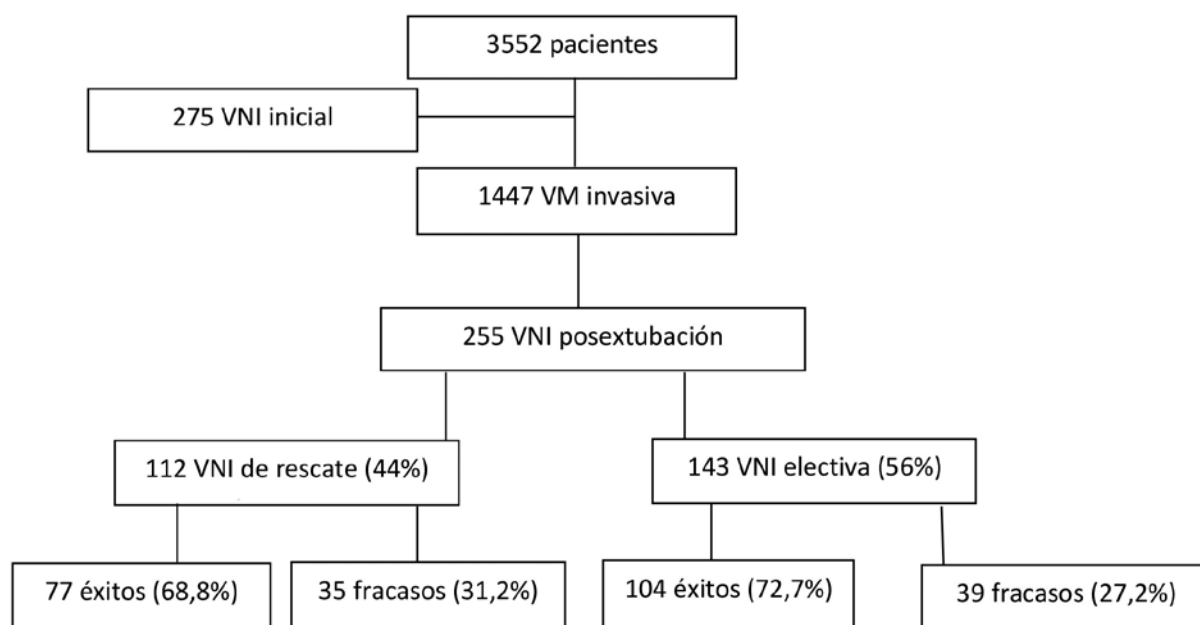 3552 pacientes
275 VNI inicial
1447 VM invasiva
255 VNI posextubación
112 VNI de rescate (44%)
143 VNI electiva (56%)
77 éxitos (68,8%)
35 fracasos (31,2%)
104 éxitos (72,7%)
39 fracasos (27,2%)